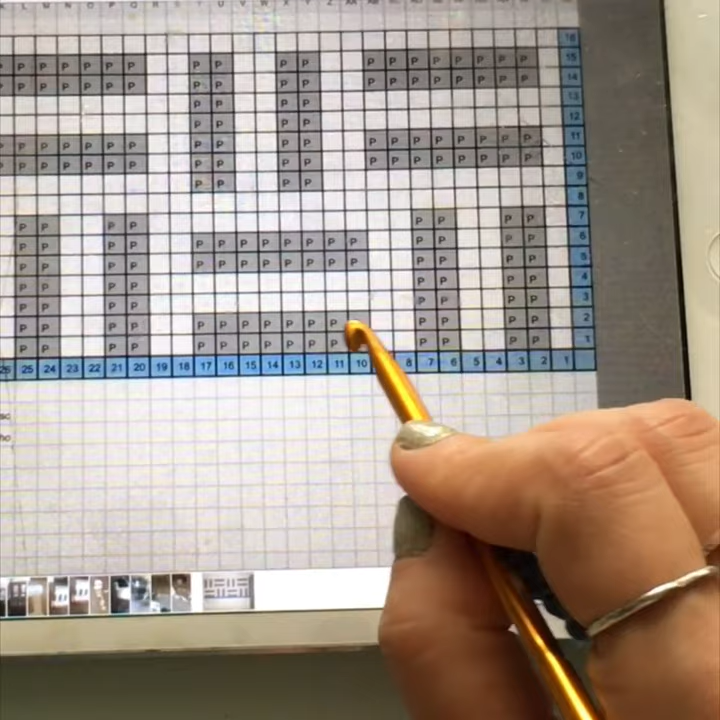 L M N O P Q
16
P P P P P P P P P P P P P P P P P P 15
P P P P P P P P P P P P P P P P P P 14
P P P P 13
P P P P 12
P P P P P P P P P P P P P P P P P P 11
P P P P P P P P P P P P P P P P P P 10
P P P P 9
8
P P P P P P P P 7
P P P P P P P P P P P P P P P P 6
P P P P P P P P P P P P P P P P 5
P P P P P P P P 4
P P P P P P P P 3
P P P P P P P P P P P P P P P 2
P P P P P P P P P P P P P P P 1
26 25 24 23 22 21 20 19 18 17 16 15 14 13 12 11 10 8 7 6 5 4 3 2 1
sc
ho